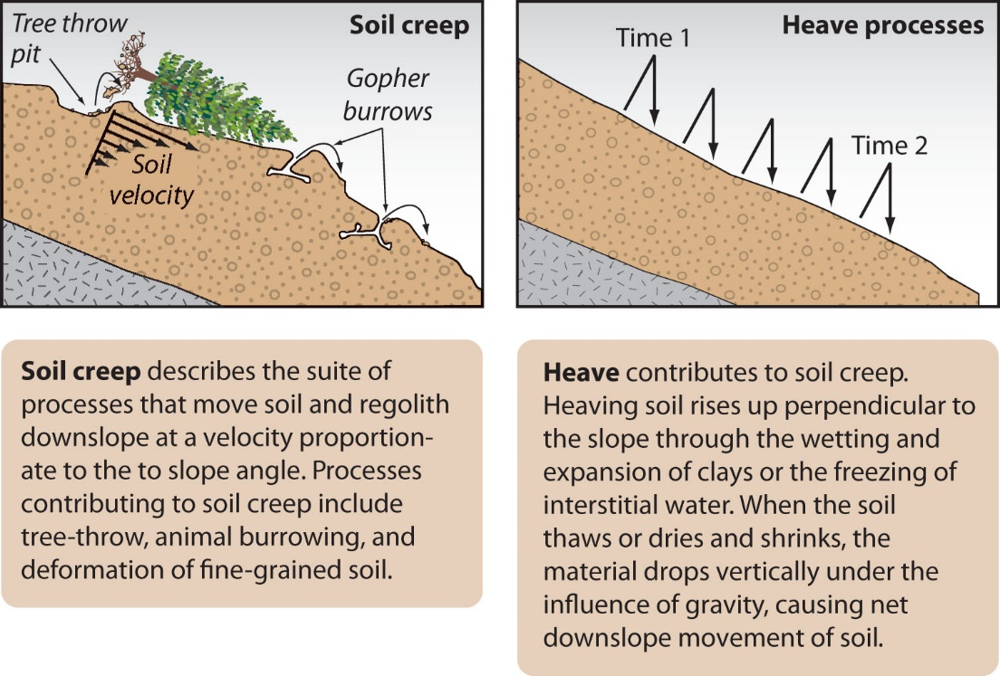 Tree throw
pit
Soil creep
Gopher
burrows
Soil
velocity
Heave processes
Time 1
Time 2
Soil creep describes the suite of
processes that move soil and regolith
downslope at a velocity proportion-
ate to the to slope angle. Processes
contributing to soil creep include
tree-throw, animal burrowing, and
deformation of fine-grained soil.
Heave contributes to soil creep.
Heaving soil rises up perpendicular to
the slope through the wetting and
expansion of clays or the freezing of
interstitial water. When the soil
thaws or dries and shrinks, the
material drops vertically under the
influence of gravity, causing net
downslope movement of soil.